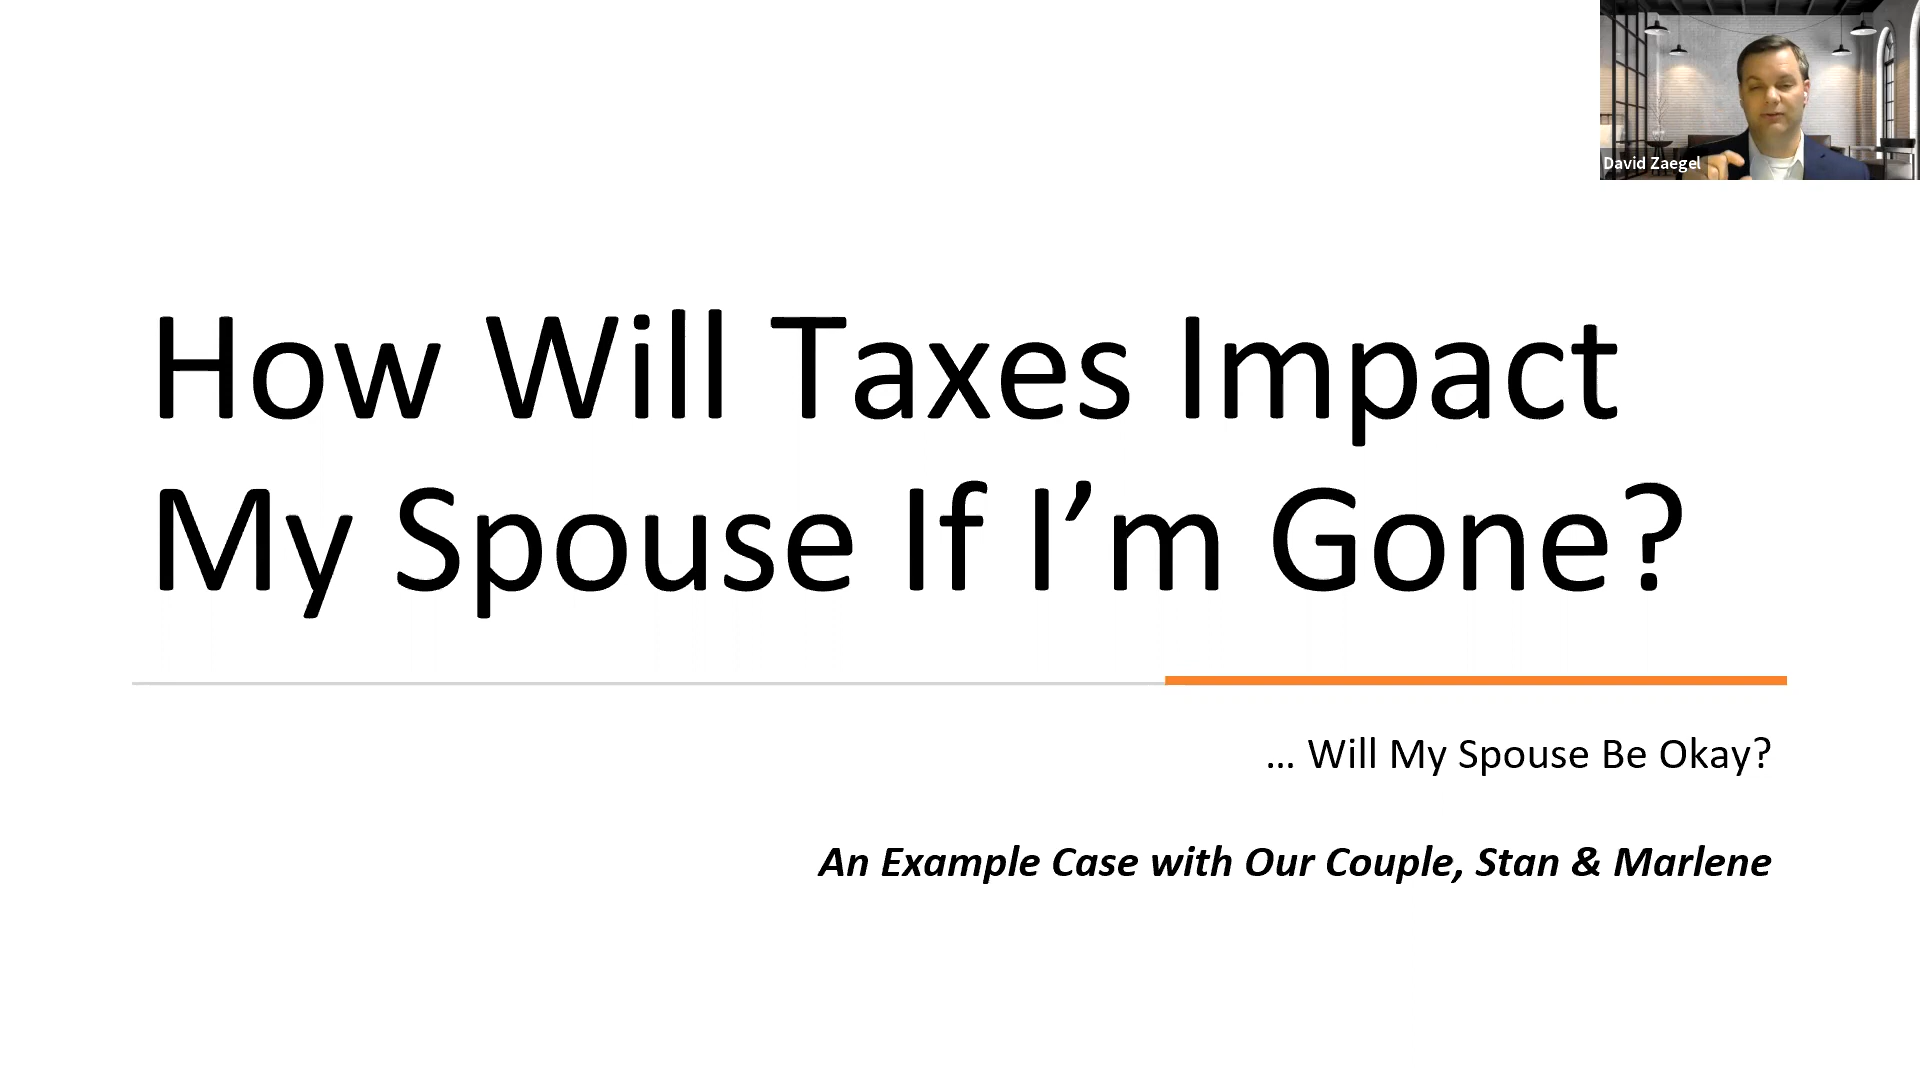 David Zaegel
How Will Taxes Impact
My Spouse If I’m Gone?
... Will My Spouse Be Okay?
An Example Case with Our Couple, Stan & Marlene